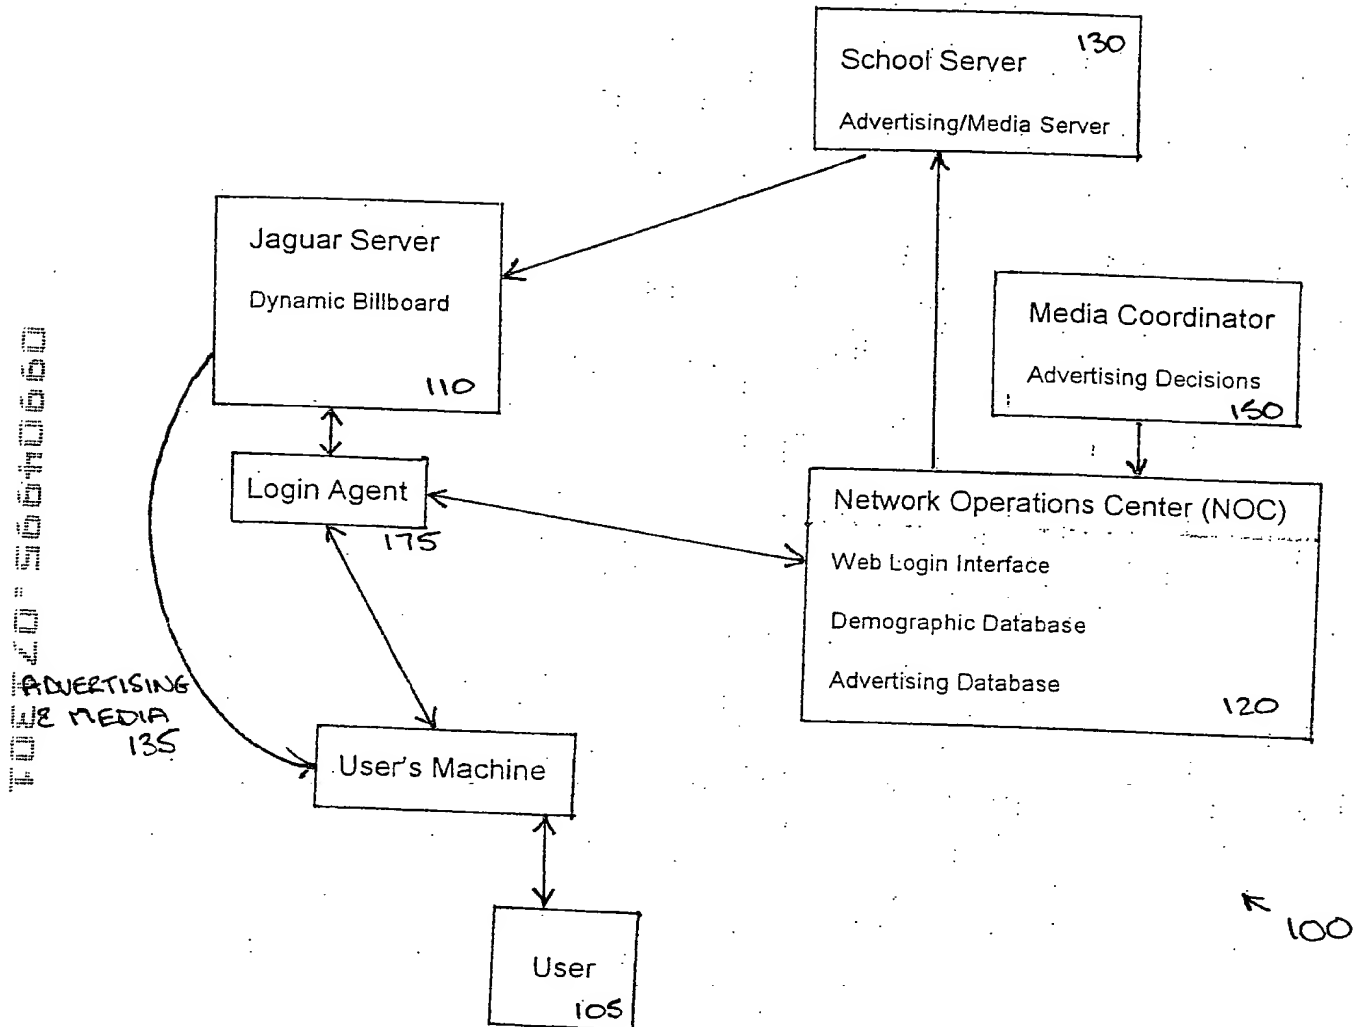 School Server
130
Advertising/Media Server
Jaguar Server
Dynamic Billboard
110
Media Coordinator
Advertising Decisions
150
Login Agent
175
Network Operations Center (NOC)
Web Login Interface
Demographic Database
Advertising Database
120
ADVERTISING
& MEDIA
135
User's Machine
User
105
100